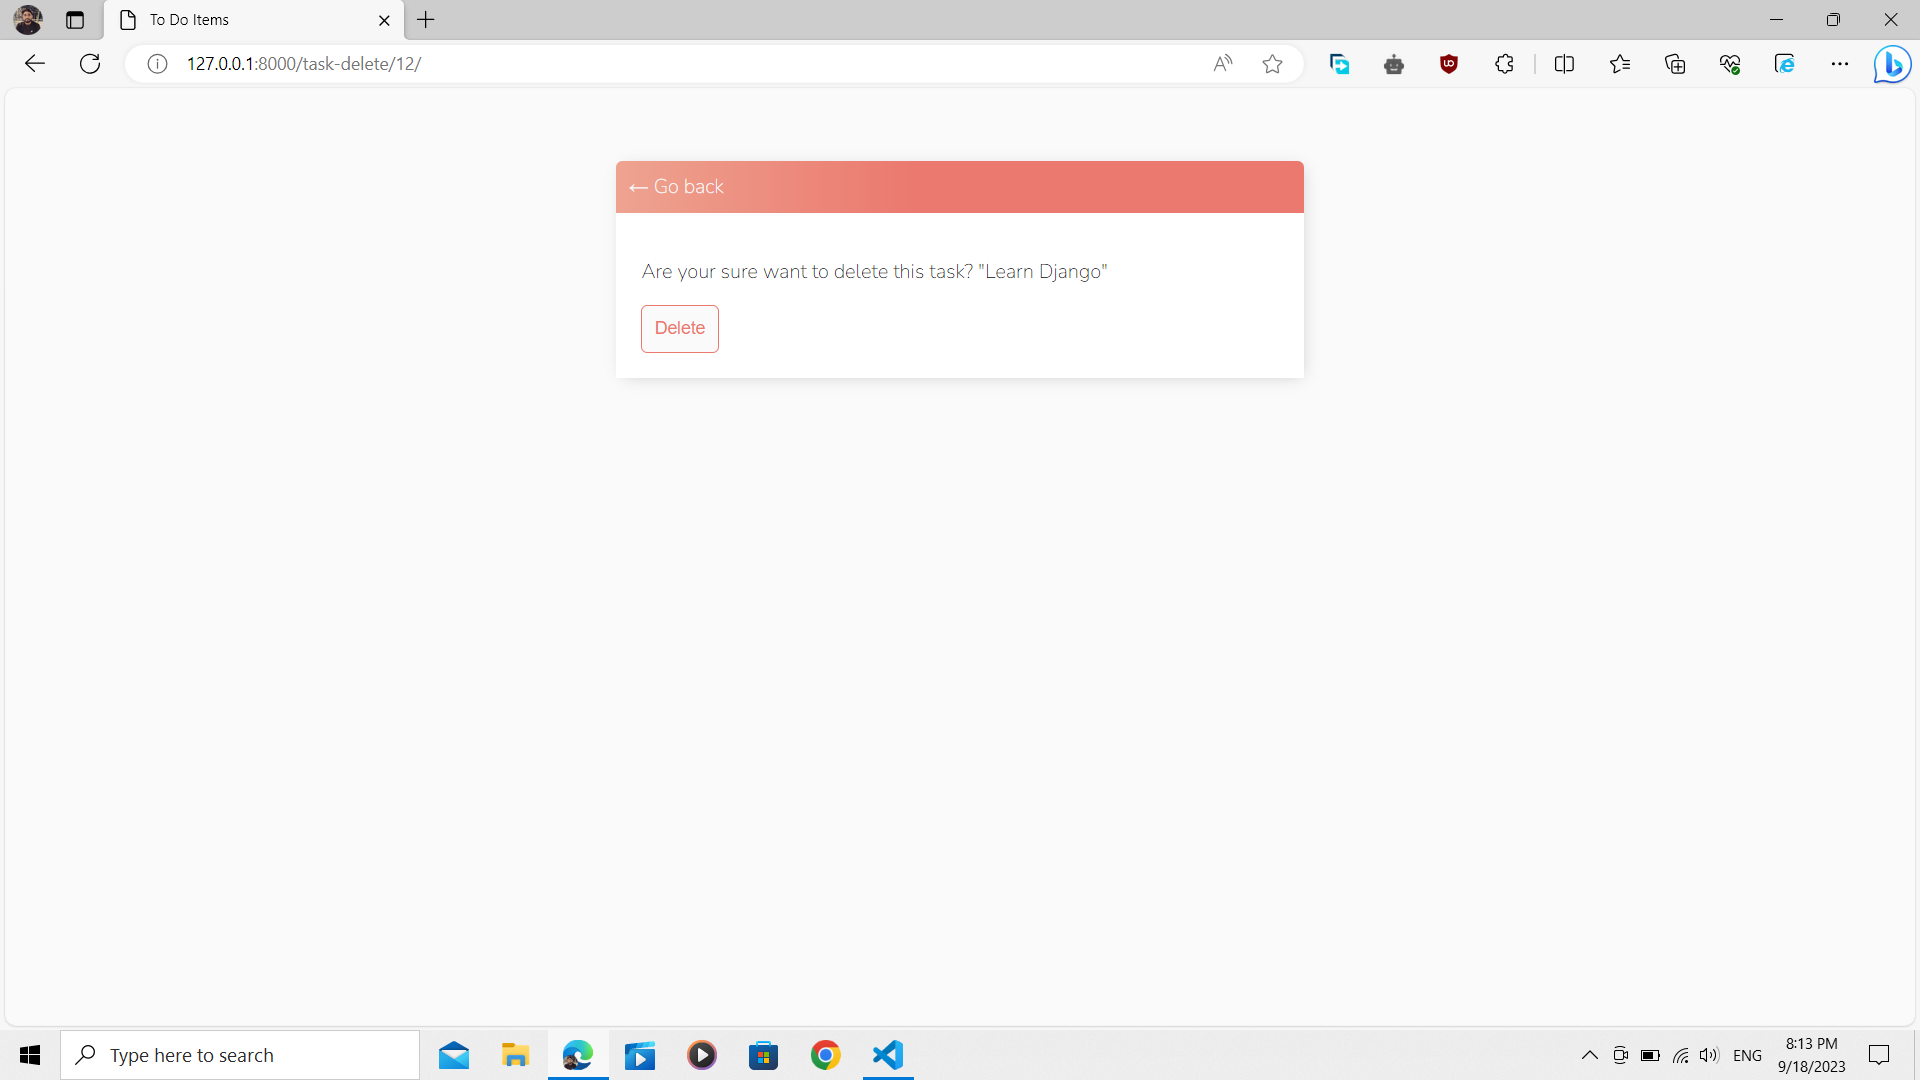 To Do Items
127.0.0.1:8000/task-delete/12/
← Go back
Are your sure want to delete this task? "Learn Django"
Delete
Type here to search
ENG
8:13 PM
9/18/2023